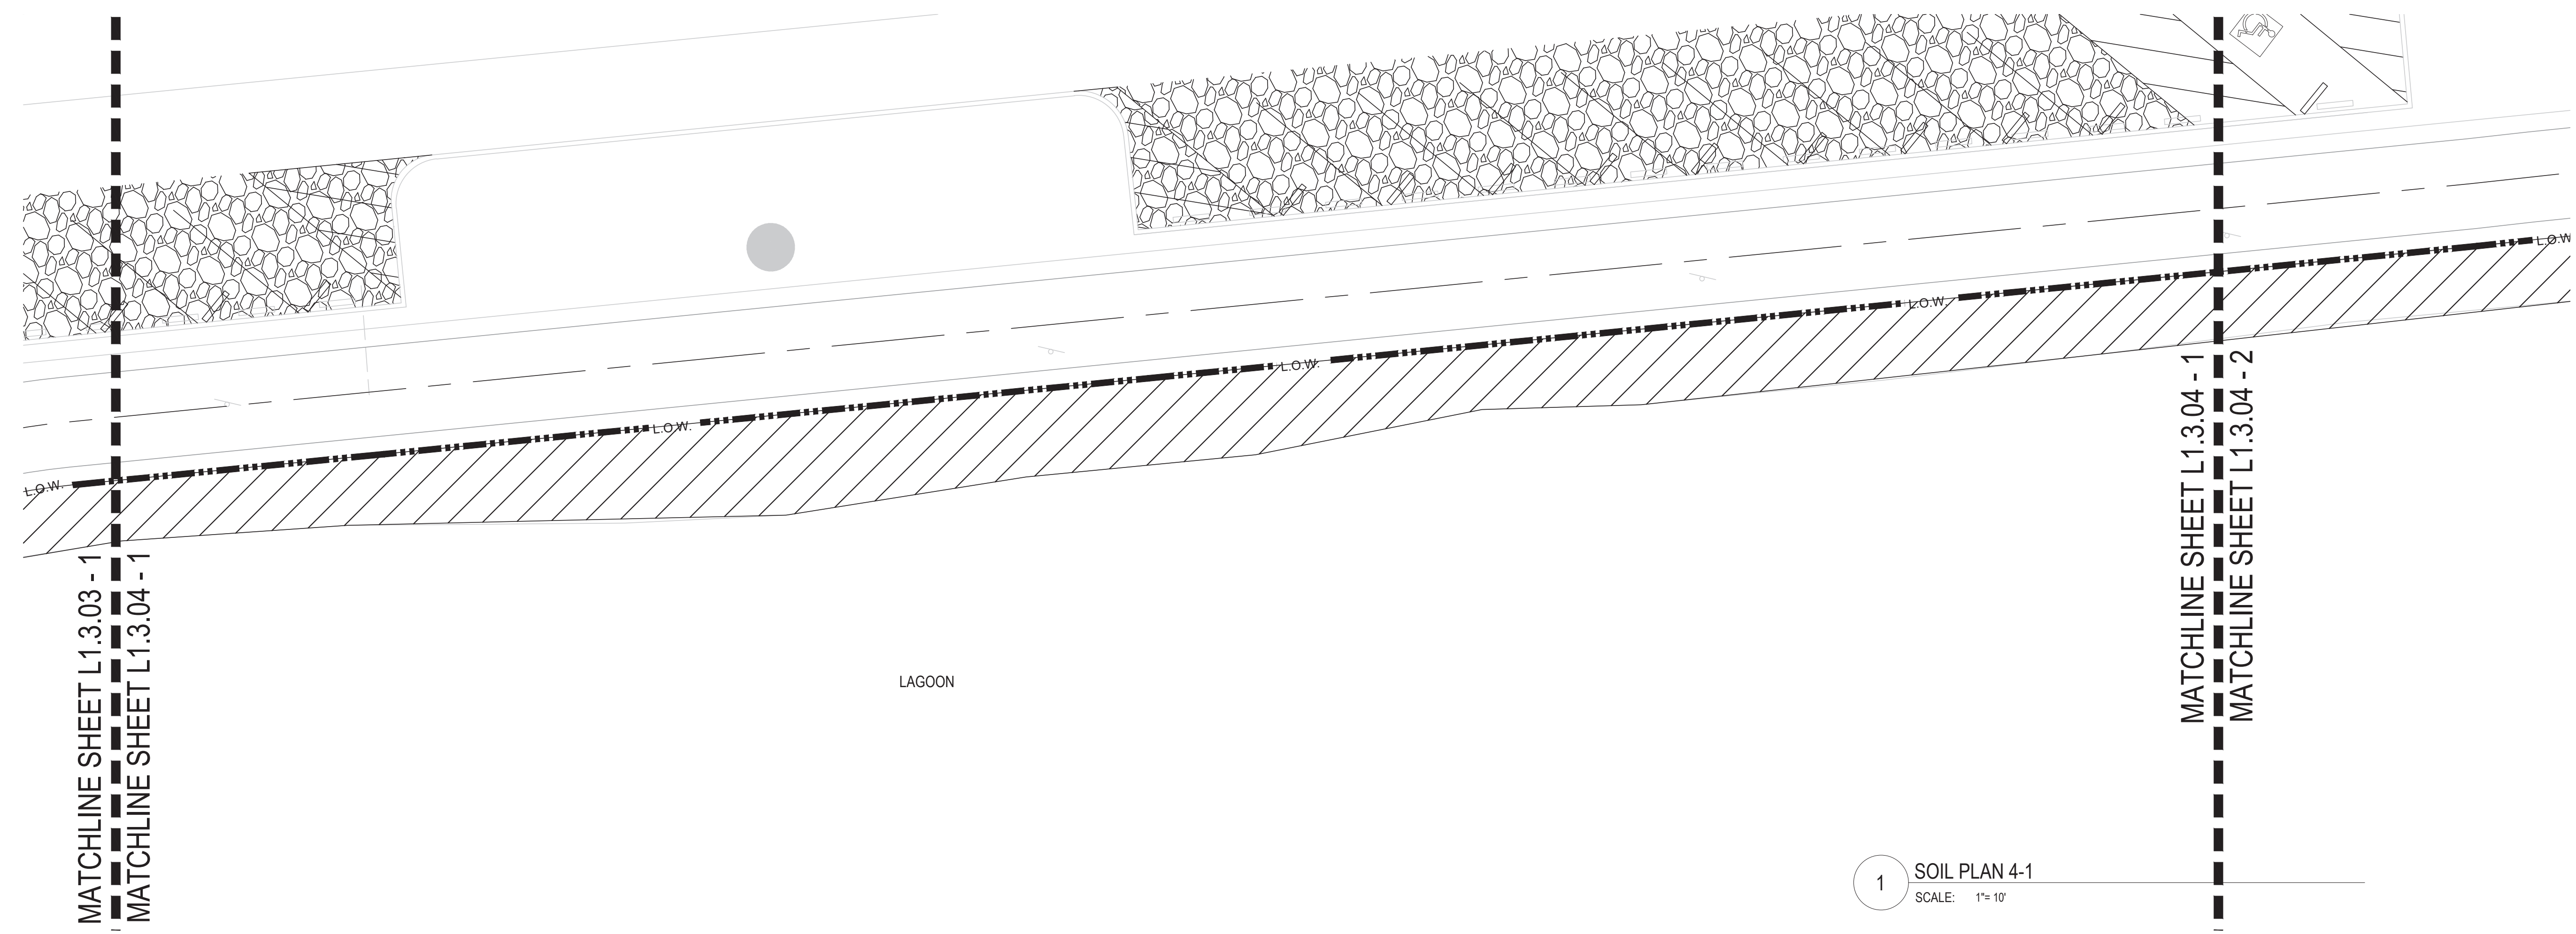 L.O.W.
L.O.W.
L.O.W.
L.O.W.
L.O.W
MATCHLINE SHEET L1.3.03 - 1
MATCHLINE SHEET L1.3.04 - 1
MATCHLINE SHEET L1.3.04 - 1
MATCHLINE SHEET L1.3.04 - 2
LAGOON
1
SOIL PLAN 4-1
SCALE: 1"= 10'